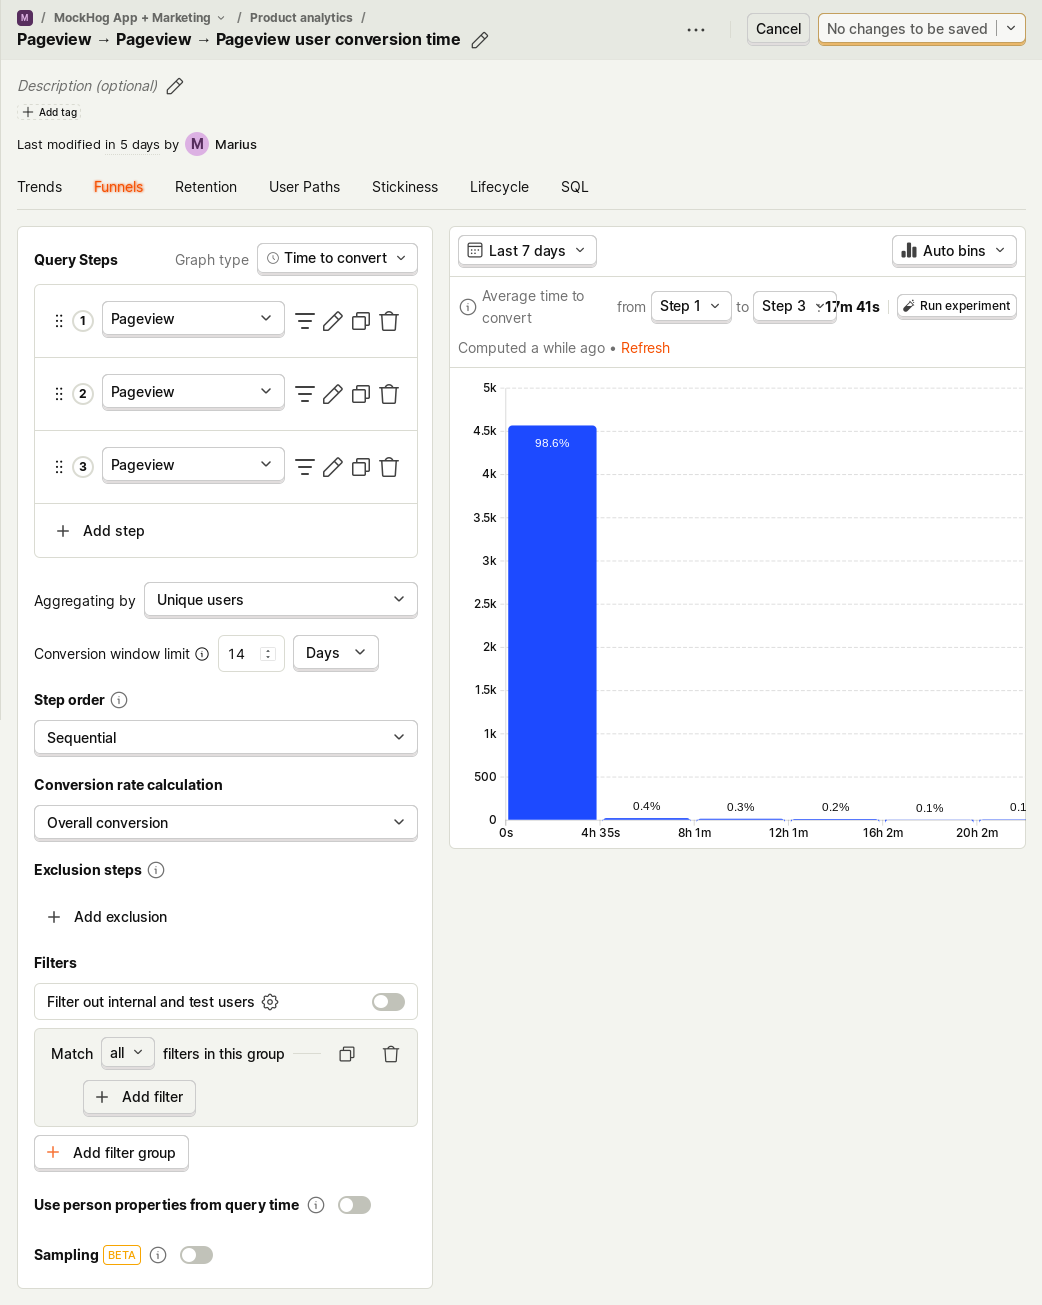 M / MockHog App + Marketing / Product analytics /
Pageview → Pageview → Pageview user conversion time
Cancel
No changes to be saved
Description (optional)
Add tag
Last modified in 5 days by M Marius
Trends Funnels Retention User Paths Stickiness Lifecycle SQL
Query Steps
Graph type Time to convert
1 Pageview
2 Pageview
3 Pageview
Add step
Aggregating by Unique users
Conversion window limit 14 Days
Step order
Sequential
Conversion rate calculation
Overall conversion
Exclusion steps
Add exclusion
Filters
Filter out internal and test users
Match all filters in this group
Add filter
Add filter group
Use person properties from query time
Sampling BETA
Last 7 days
Auto bins
Average time to
convert
from Step 1 to Step 3 17m 41s
Run experiment
Computed a while ago • Refresh
5k
4.5k
4k
3.5k
3k
2.5k
2k
1.5k
1k
500
0
98.6% 0.4% 0.3% 0.2% 0.1% 0.1
0s 4h 35s 8h 1m 12h 1m 16h 2m 20h 2m